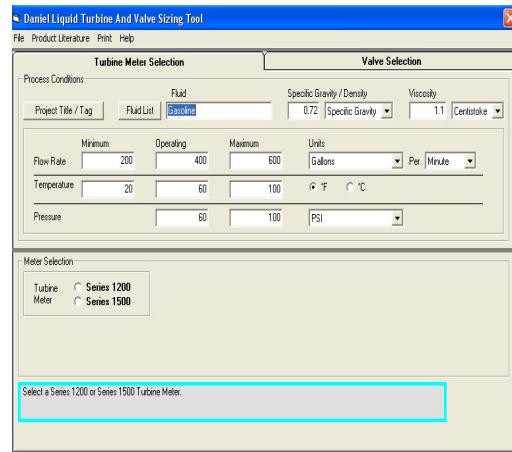 Daniel Liquid Turbine And Valve Sizing Tool
File Product Literature Print Help
Turbine Meter Selection Valve Selection
Process Conditions
Fluid Specific Gravity / Density Viscosity
Project Title / Tag Fluid List Gasoline 0.72 Specific Gravity 1.1 Centistoke
Minimum Operating Maximum Units
Flow Rate 200 400 600 Gallons Per Minute
Temperature 20 60 100 °F °C
Pressure 60 100 PSI
Meter Selection
Turbine Series 1200
Meter Series 1500
Select a Series 1200 or Series 1500 Turbine Meter.